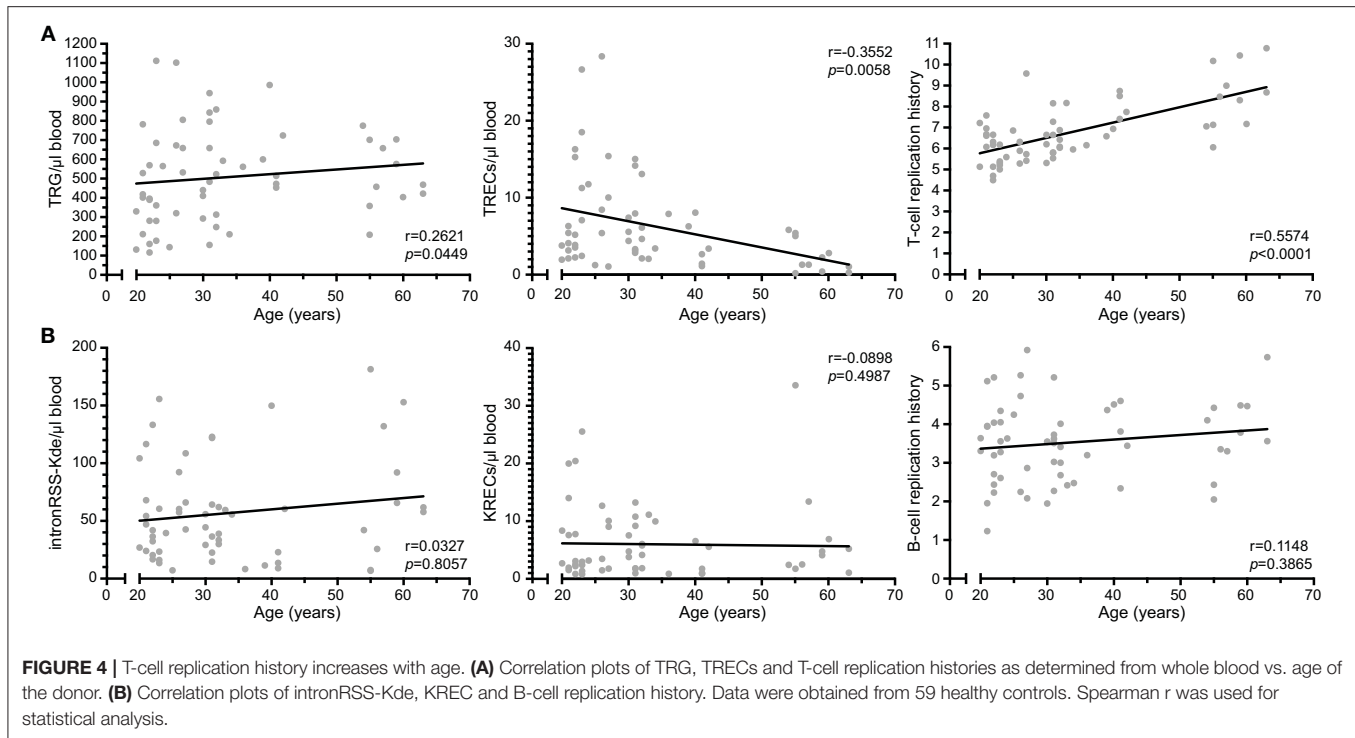 A
TRG/µl blood
1200
1100
1000
900
800
700
600
500
400
300
200
100
0
0 20 30 40 50 60 70
Age (years)
r=0.2621
p=0.0449
TRECs/µl blood
30
20
10
0
0 20 30 40 50 60 70
Age (years)
r=-0.3552
p=0.0058
T-cell replication history
11
10
9
8
7
6
5
4
3
2
1
0
0 20 30 40 50 60 70
Age (years)
r=0.5574
p<0.0001
B
intronRSS-Kde/µl blood
200
150
100
50
0
0 20 30 40 50 60 70
Age (years)
r=0.0327
p=0.8057
KRECs/µl blood
40
30
20
10
0
0 20 30 40 50 60 70
Age (years)
r=-0.0898
p=0.4987
B-cell replication history
6
5
4
3
2
1
0
0 20 30 40 50 60 70
Age (years)
r=0.1148
p=0.3865
FIGURE 4 | T-cell replication history increases with age. (A) Correlation plots of TRG, TRECs and T-cell replication histories as determined from whole blood vs. age of
the donor. (B) Correlation plots of intronRSS-Kde, KREC and B-cell replication history. Data were obtained from 59 healthy controls. Spearman r was used for
statistical analysis.